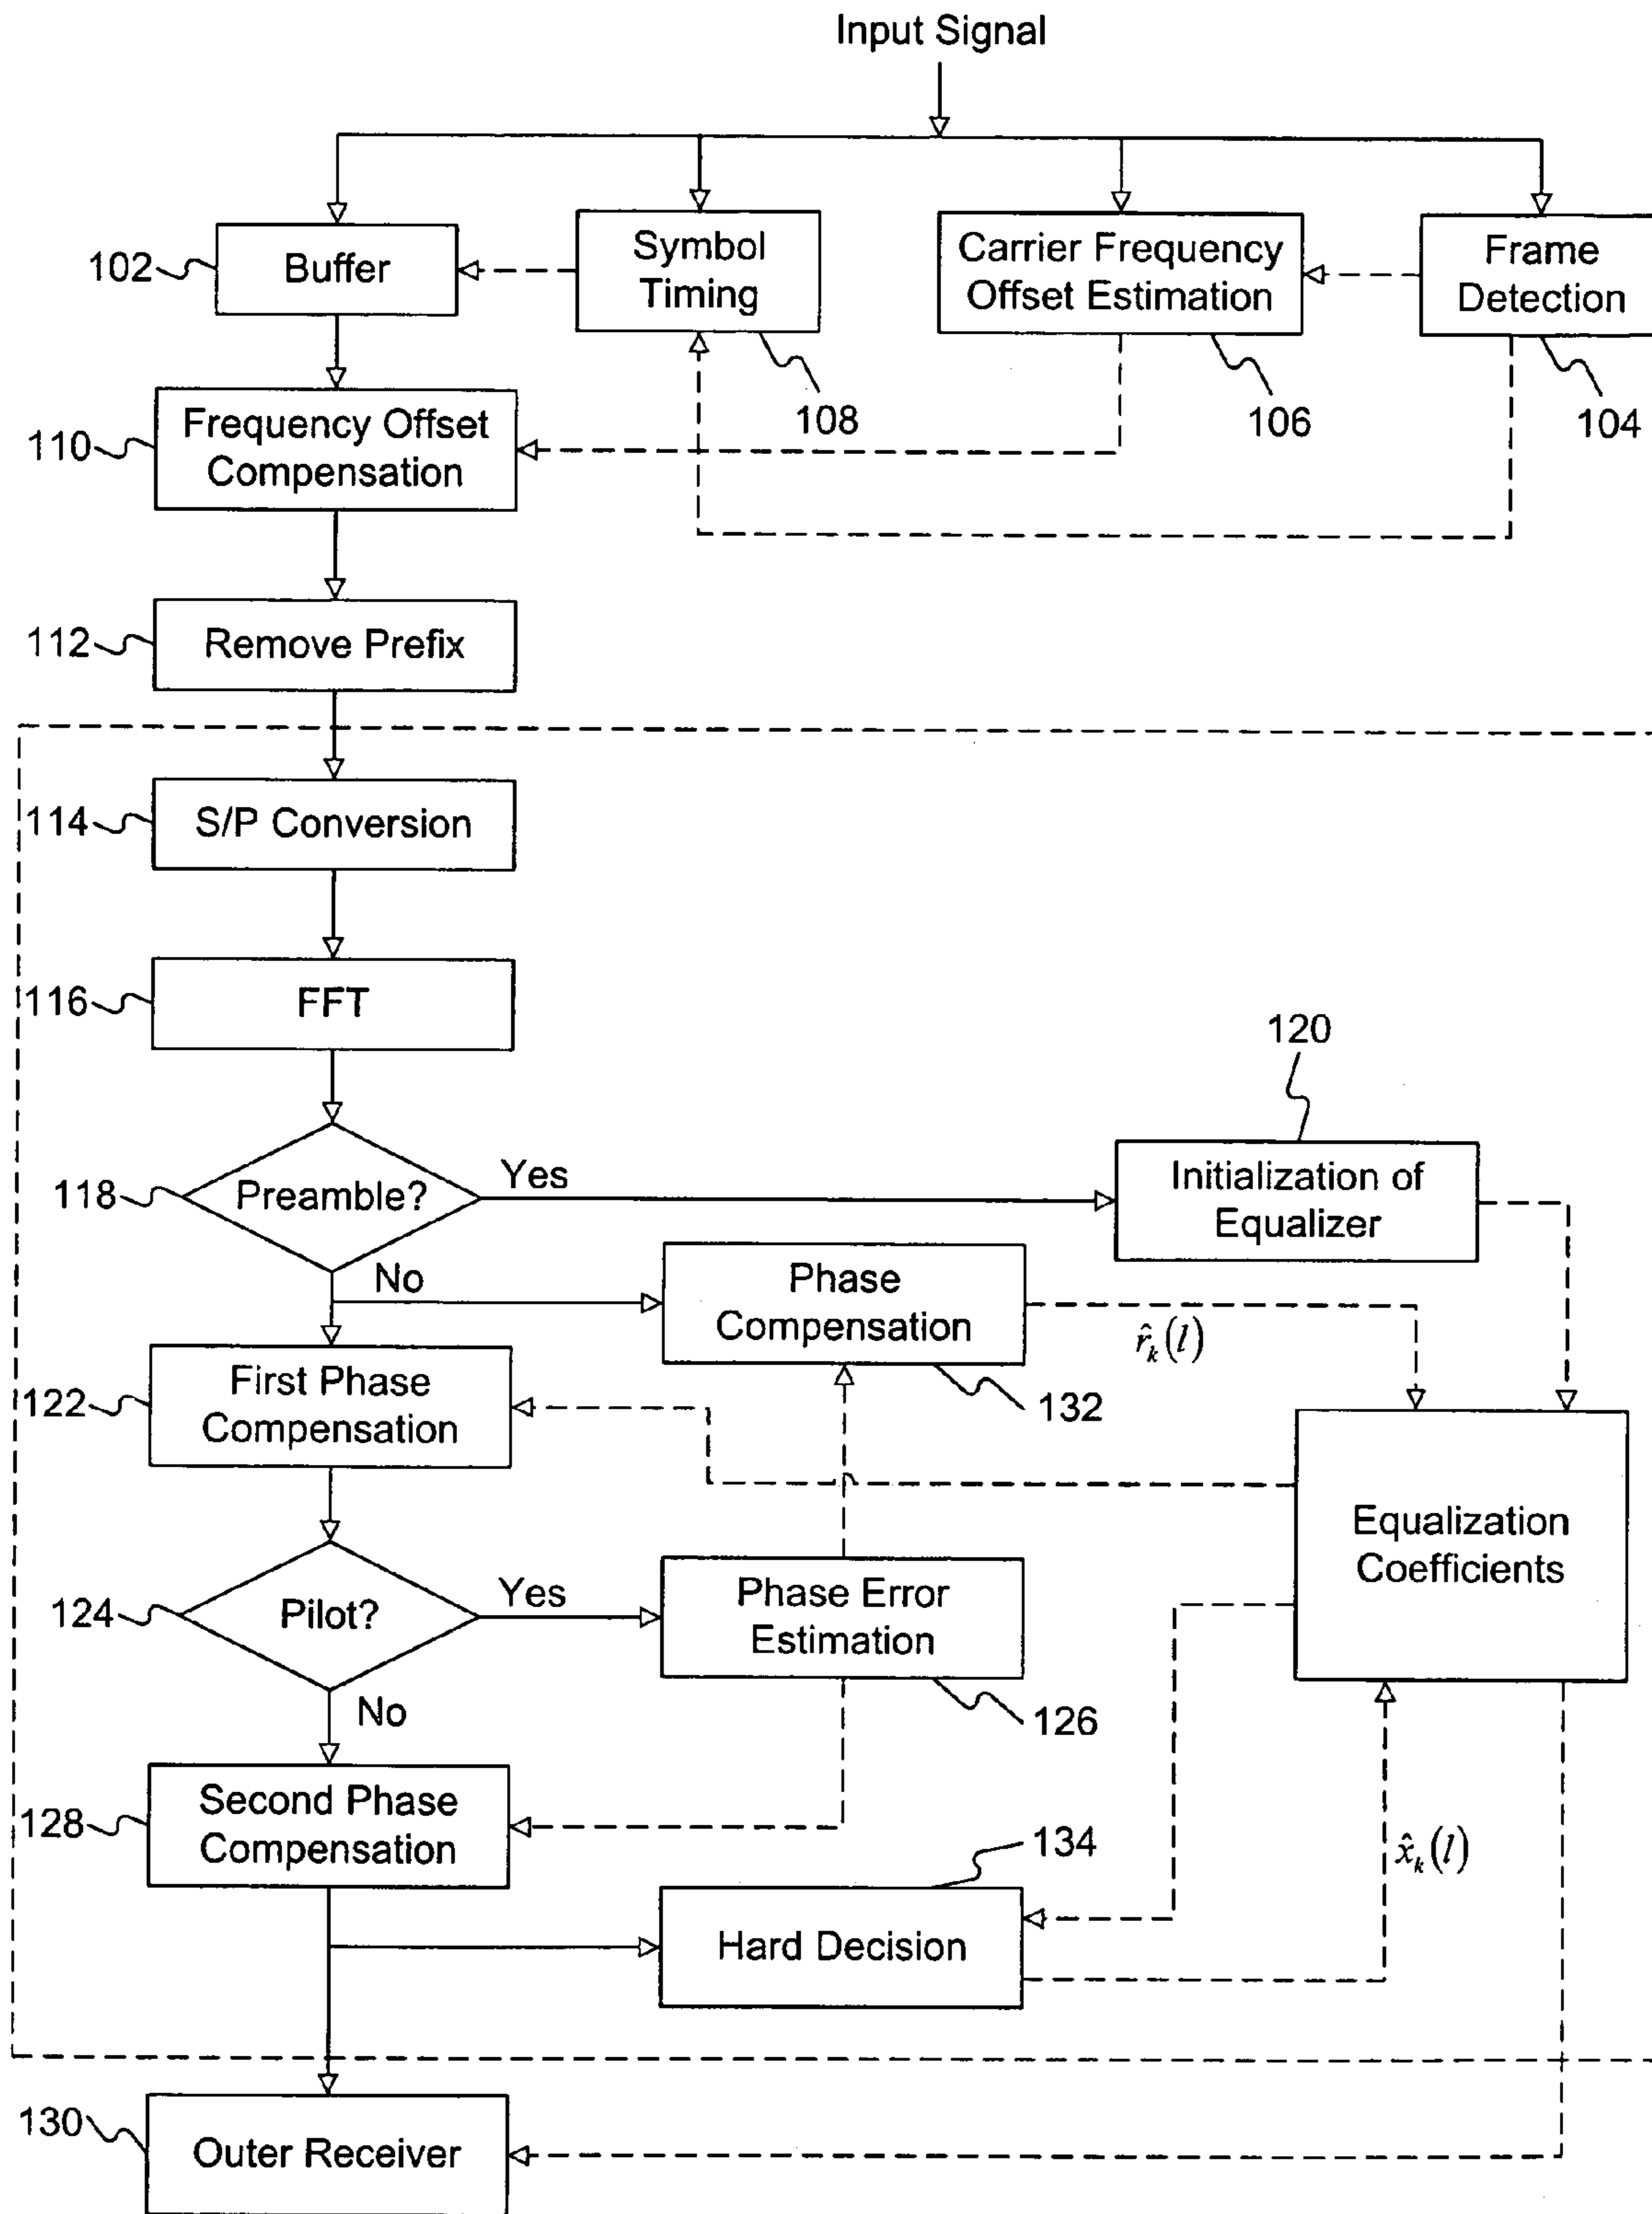 Input Signal
102
Buffer
Symbol
Timing
Carrier Frequency
Offset Estimation
Frame
Detection
108
106
104
110
Frequency Offset
Compensation
112
Remove Prefix
114
S/P Conversion
116
FFT
120
118
Preamble?
Yes
Initialization of
Equalizer
No
Phase
Compensation
r̂ₖ(l)
132
122
First Phase
Compensation
Equalization
Coefficients
124
Pilot?
Yes
Phase Error
Estimation
126
No
128
Second Phase
Compensation
134
x̂ₖ(l)
Hard Decision
130
Outer Receiver